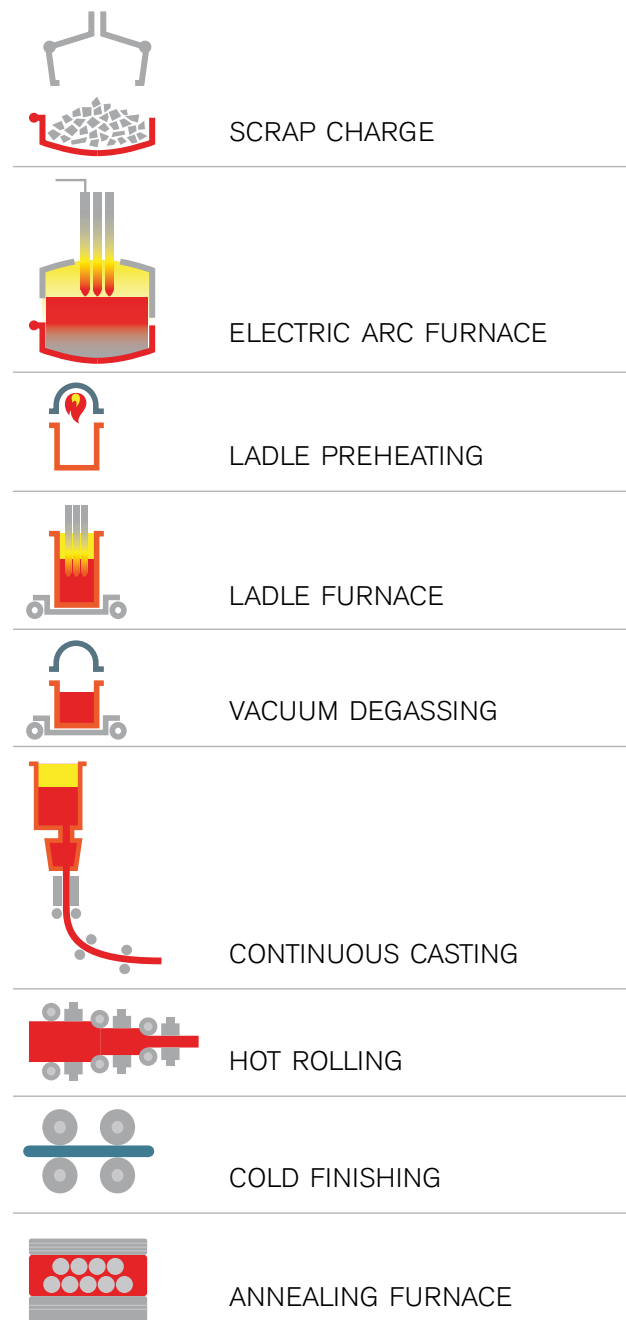 SCRAP CHARGE
ELECTRIC ARC FURNACE
LADLE PREHEATING
LADLE FURNACE
VACUUM DEGASSING
CONTINUOUS CASTING
HOT ROLLING
COLD FINISHING
ANNEALING FURNACE